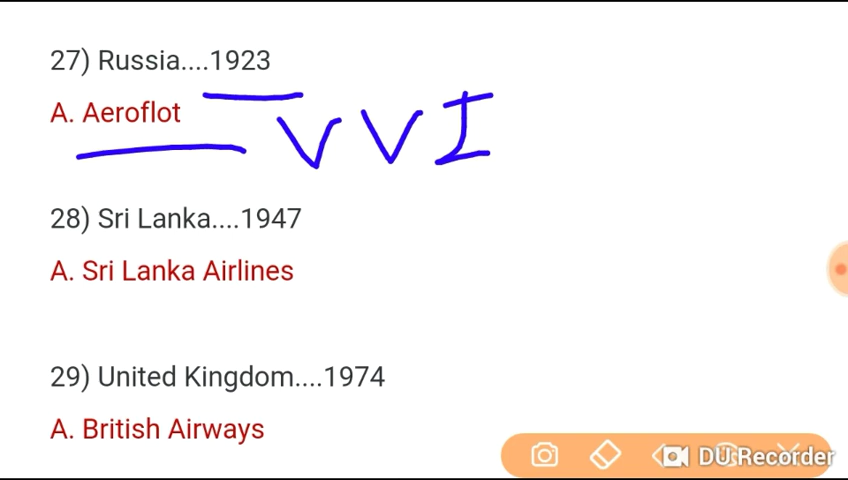 27) Russia....1923
A. Aeroflot
V V I
28) Sri Lanka....1947
A. Sri Lanka Airlines
29) United Kingdom....1974
A. British Airways
DU Recorder